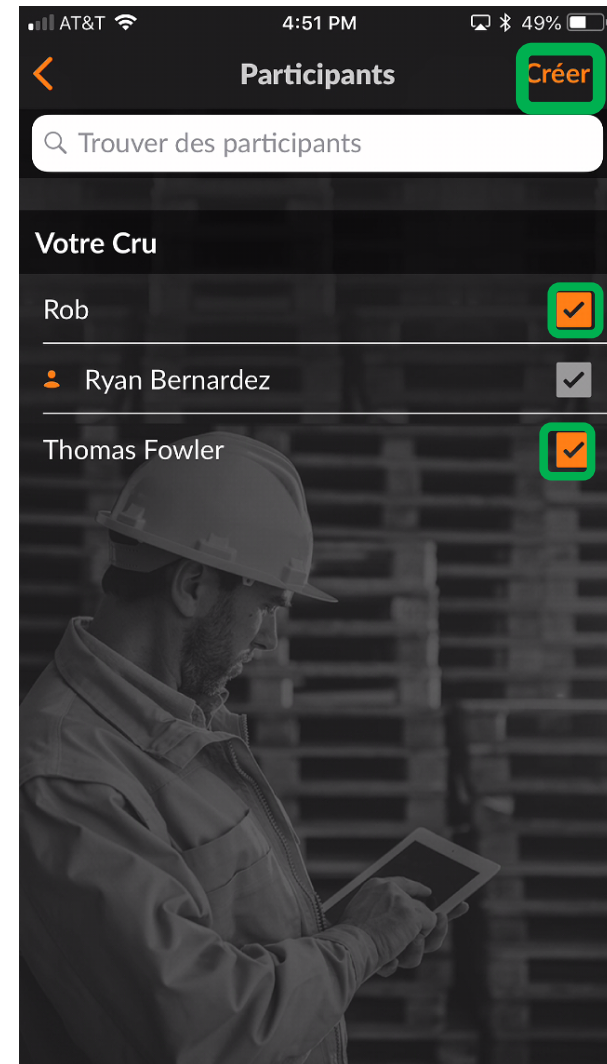 AT&T 4:51 PM 49%
Participants Créer
Trouver des participants
Votre Cru
Rob
Ryan Bernardez
Thomas Fowler